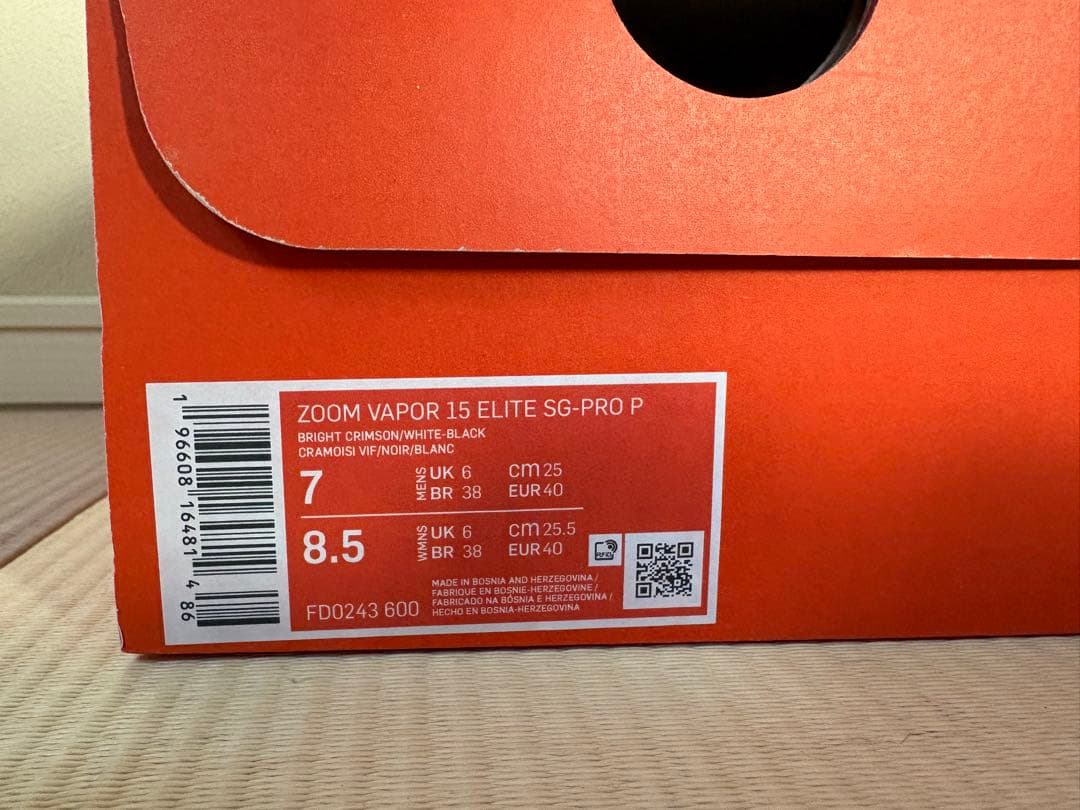 ZOOM VAPOR 15 ELITE SG-PRO P
BRIGHT CRIMSON/WHITE-BLACK
CRAMOISI VIF/NOIR/BLANC
7 MENS UK 6 cm 25
BR 38 EUR 40
8.5 WMNS UK 6 cm 25.5
BR 38 EUR 40
RFID
MADE IN BOSNIA AND HERZEGOVINA /
FABRIQUE EN BOSNIE-HERZEGOVINE /
FABRICADO NA BÓSNIA E HERZEGOVINA /
HECHO EN BOSNIA-HERZEGOVINA
FD0243 600
1 96608 16481 4 86